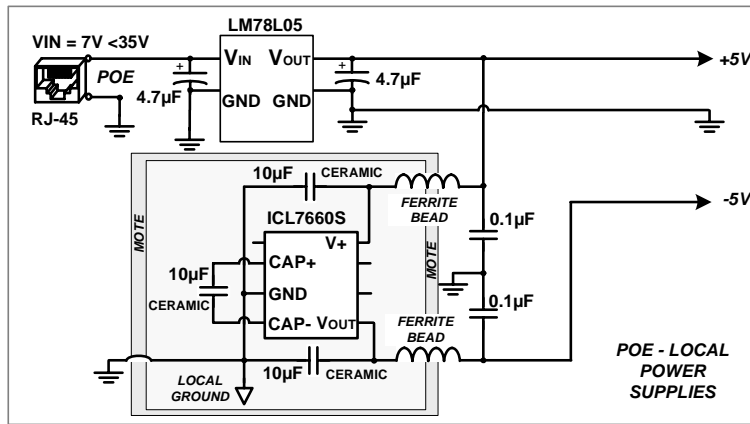 LM78L05
VIN = 7V <35V
POE
RJ-45
+
4.7µF
VIN
VOUT
GND
GND
+
4.7µF
+5V
10µF
CERAMIC
FERRITE
BEAD
MOTE
ICL7660S
V+
CAP+
GND
CAP-
VOUT
10µF
CERAMIC
MOTE
0.1µF
-5V
0.1µF
FERRITE
BEAD
10µF
CERAMIC
LOCAL
GROUND
POE - LOCAL
POWER
SUPPLIES